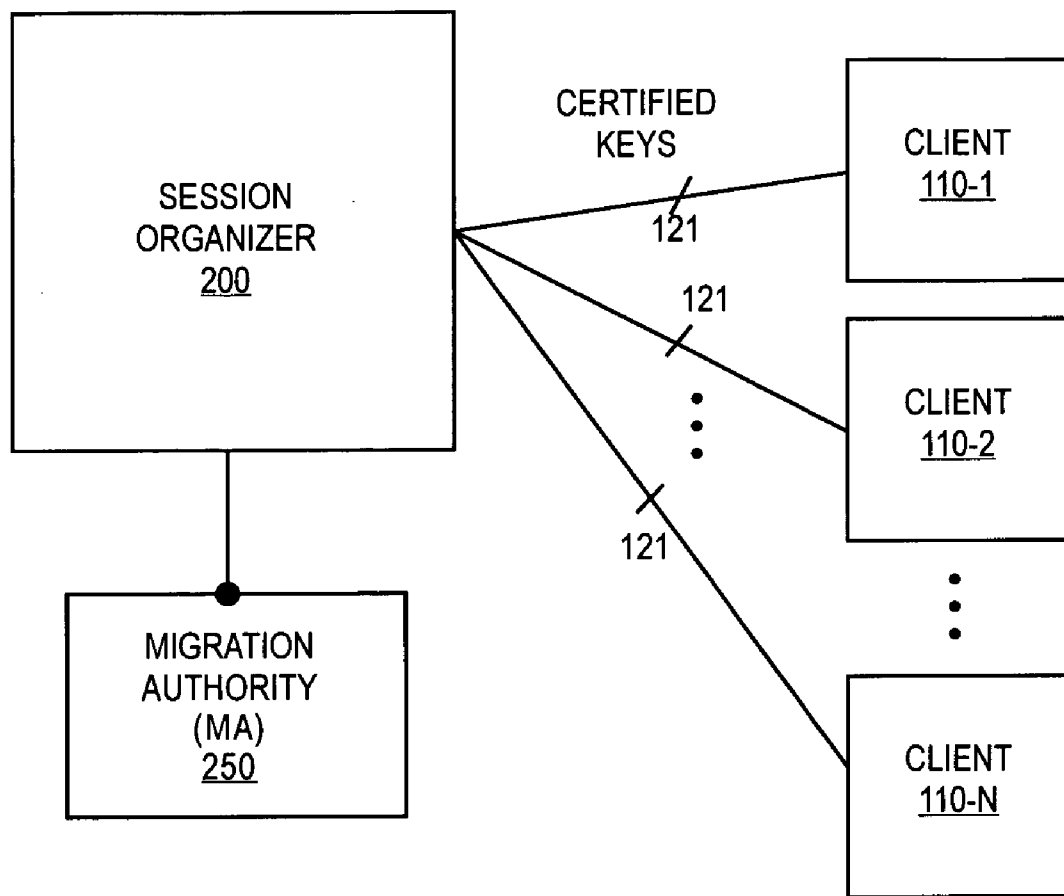 SESSION
ORGANIZER
200
CERTIFIED
KEYS
121
121
121
CLIENT
110-1
CLIENT
110-2
CLIENT
110-N
MIGRATION
AUTHORITY
(MA)
250